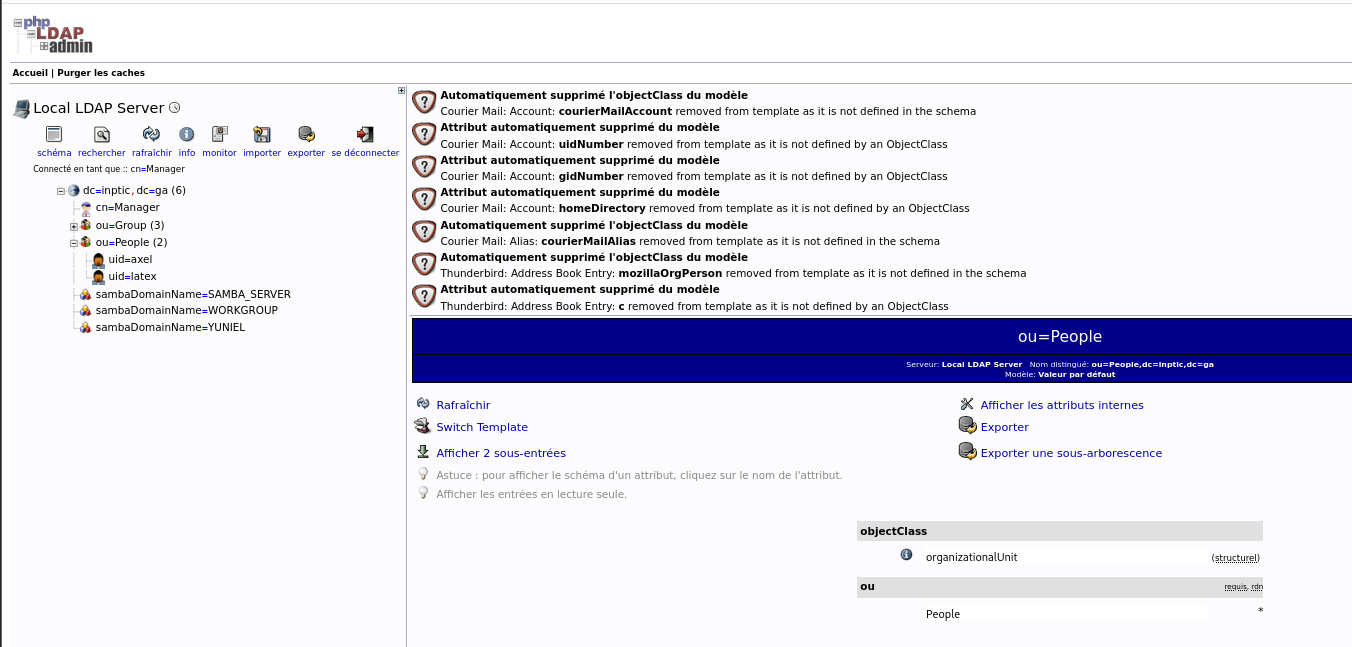 php
LDAP
admin
Accueil | Purger les caches
Local LDAP Server
schéma rechercher rafraîchir info monitor importer exporter se déconnecter
Connecté en tant que :: cn=Manager
dc=inptic,dc=ga (6)
cn=Manager
ou=Group (3)
ou=People (2)
uid=axel
uid=latex
sambaDomainName=SAMBA_SERVER
sambaDomainName=WORKGROUP
sambaDomainName=YUNIEL
Automatiquement supprimé l'objectClass du modèle
Courier Mail: Account: courierMailAccount removed from template as it is not defined in the schema
Attribut automatiquement supprimé du modèle
Courier Mail: Account: uidNumber removed from template as it is not defined by an ObjectClass
Attribut automatiquement supprimé du modèle
Courier Mail: Account: gidNumber removed from template as it is not defined by an ObjectClass
Attribut automatiquement supprimé du modèle
Courier Mail: Account: homeDirectory removed from template as it is not defined by an ObjectClass
Automatiquement supprimé l'objectClass du modèle
Courier Mail: Alias: courierMailAlias removed from template as it is not defined in the schema
Automatiquement supprimé l'objectClass du modèle
Thunderbird: Address Book Entry: mozillaOrgPerson removed from template as it is not defined in the schema
Attribut automatiquement supprimé du modèle
Thunderbird: Address Book Entry: c removed from template as it is not defined by an ObjectClass
ou=People
Serveur: Local LDAP Server Nom distingué: ou=People,dc=inptic,dc=ga
Modèle: Valeur par défaut
Rafraîchir
Afficher les attributs internes
Switch Template
Exporter
Afficher 2 sous-entrées
Exporter une sous-arborescence
Astuce : pour afficher le schéma d'un attribut, cliquez sur le nom de l'attribut.
Afficher les entrées en lecture seule.
objectClass
organizationalUnit (structurel)
ou requis, rdn
People *